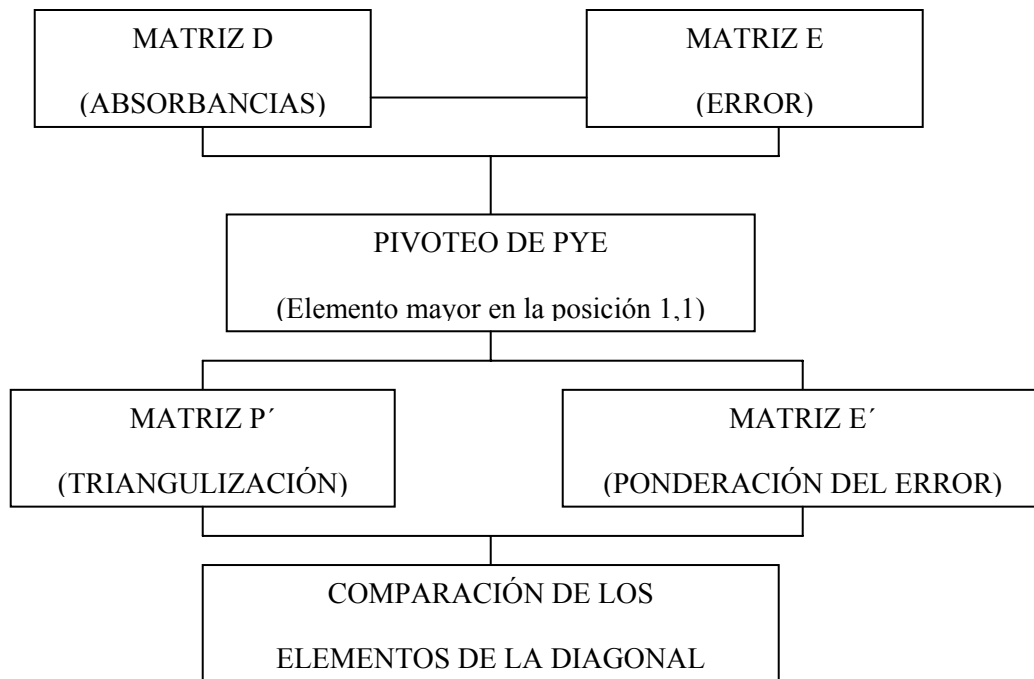 MATRIZ D
(ABSORBANCIAS)
MATRIZ E
(ERROR)
PIVOTEO DE PYE
(Elemento mayor en la posición 1,1)
MATRIZ P´
(TRIANGULIZACIÓN)
MATRIZ E´
(PONDERACIÓN DEL ERROR)
COMPARACIÓN DE LOS
ELEMENTOS DE LA DIAGONAL